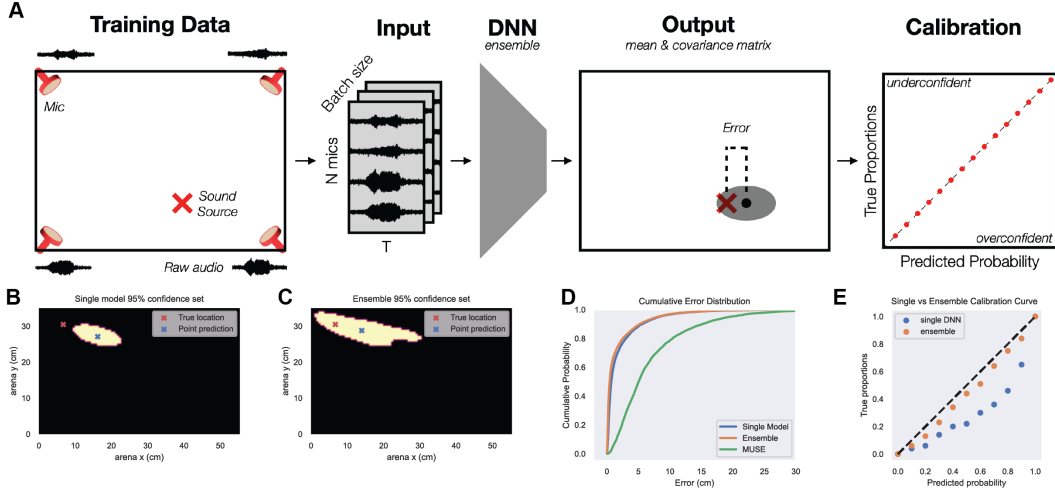 A
Training Data
Mic
Sound
Source
Raw audio
Input
Batch size
N mics
T
DNN
ensemble
Output
mean & covariance matrix
Error
Calibration
underconfident
overconfident
True Proportions
Predicted Probability
B
Single model 95% confidence set
True location
Point prediction
arena y (cm)
30
20
10
0
0 10 20 30 40 50
arena x (cm)
C
Ensemble 95% confidence set
True location
Point prediction
arena y (cm)
30
20
10
0
0 10 20 30 40 50
arena x (cm)
D
Cumulative Error Distribution
Cumulative Probability
1.0
0.8
0.6
0.4
0.2
0.0
Single Model
Ensemble
MUSE
0 5 10 15 20 25 30
Error (cm)
E
Single vs Ensemble Calibration Curve
single DNN
ensemble
True proportions
1.0
0.8
0.6
0.4
0.2
0.0
0.0 0.2 0.4 0.6 0.8 1.0
Predicted probability